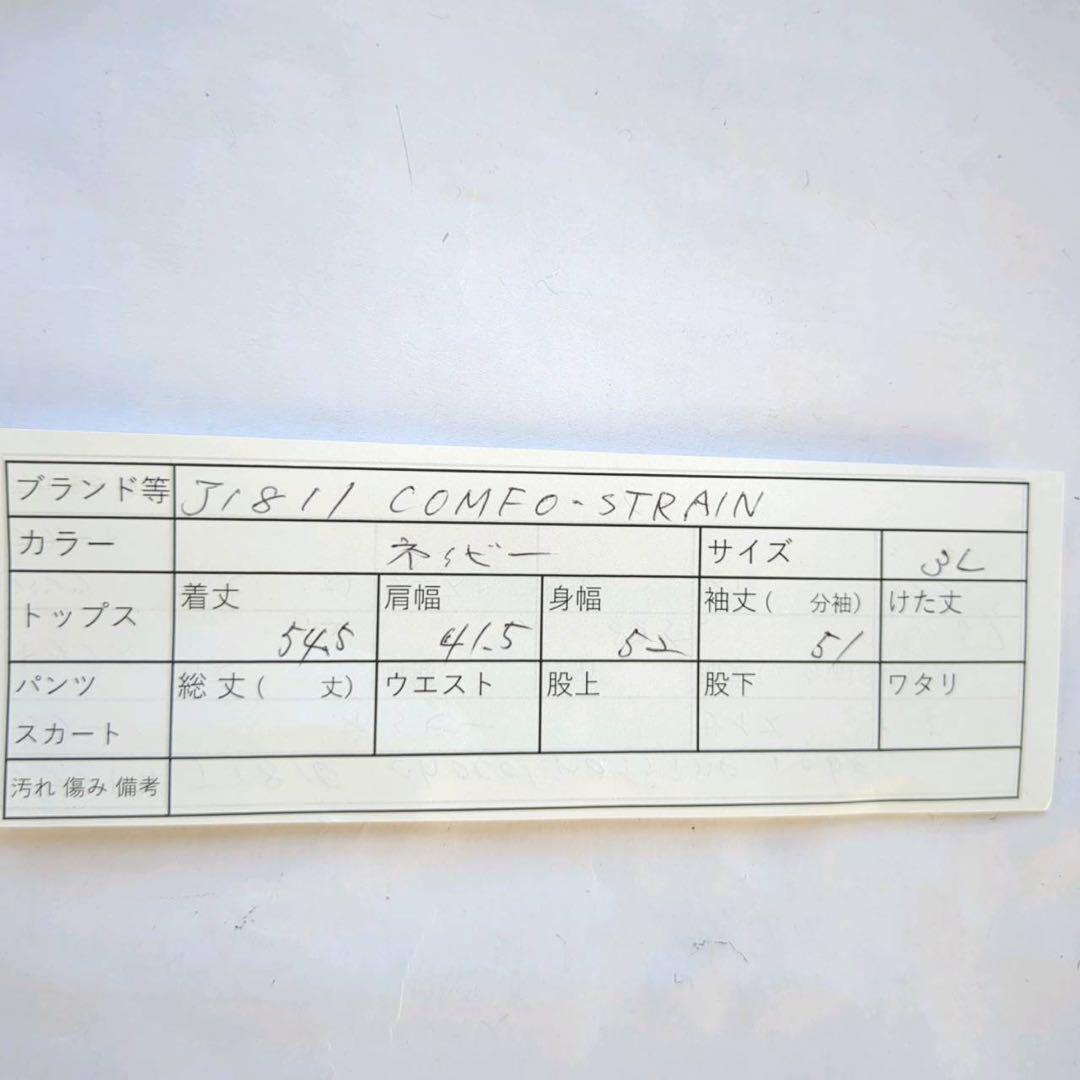 ブランド等 J1811 COMFO-STRAIN
カラー ネイビー サイズ 3L
トップス 着丈 54.5 肩幅 41.5 身幅 52 袖丈( 分袖) 51 けた丈
パンツ スカート 総丈( 丈) ウエスト 股上 股下 ワタリ
汚れ 傷み 備考